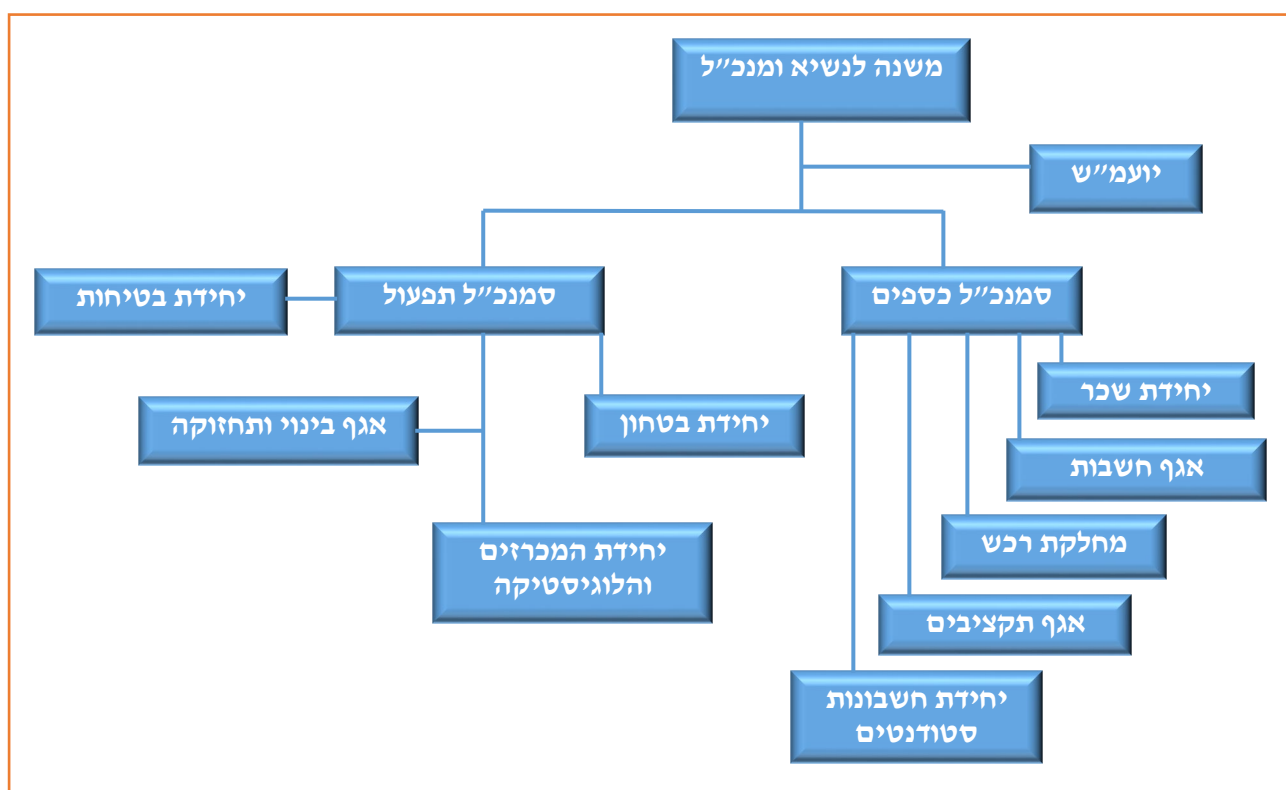 משנה לנשיא ומנכ״ל
יועמ״ש
סמנכ״ל כספים
סמנכ״ל תפעול
יחידת בטיחות
יחידת שכר
יחידת בטחון
אגף בינוי ותחזוקה
אגף חשבות
מחלקת רכש
יחידת המכרזים
והלוגיסטיקה
אגף תקציבים
יחידת חשבונות
סטודנטים